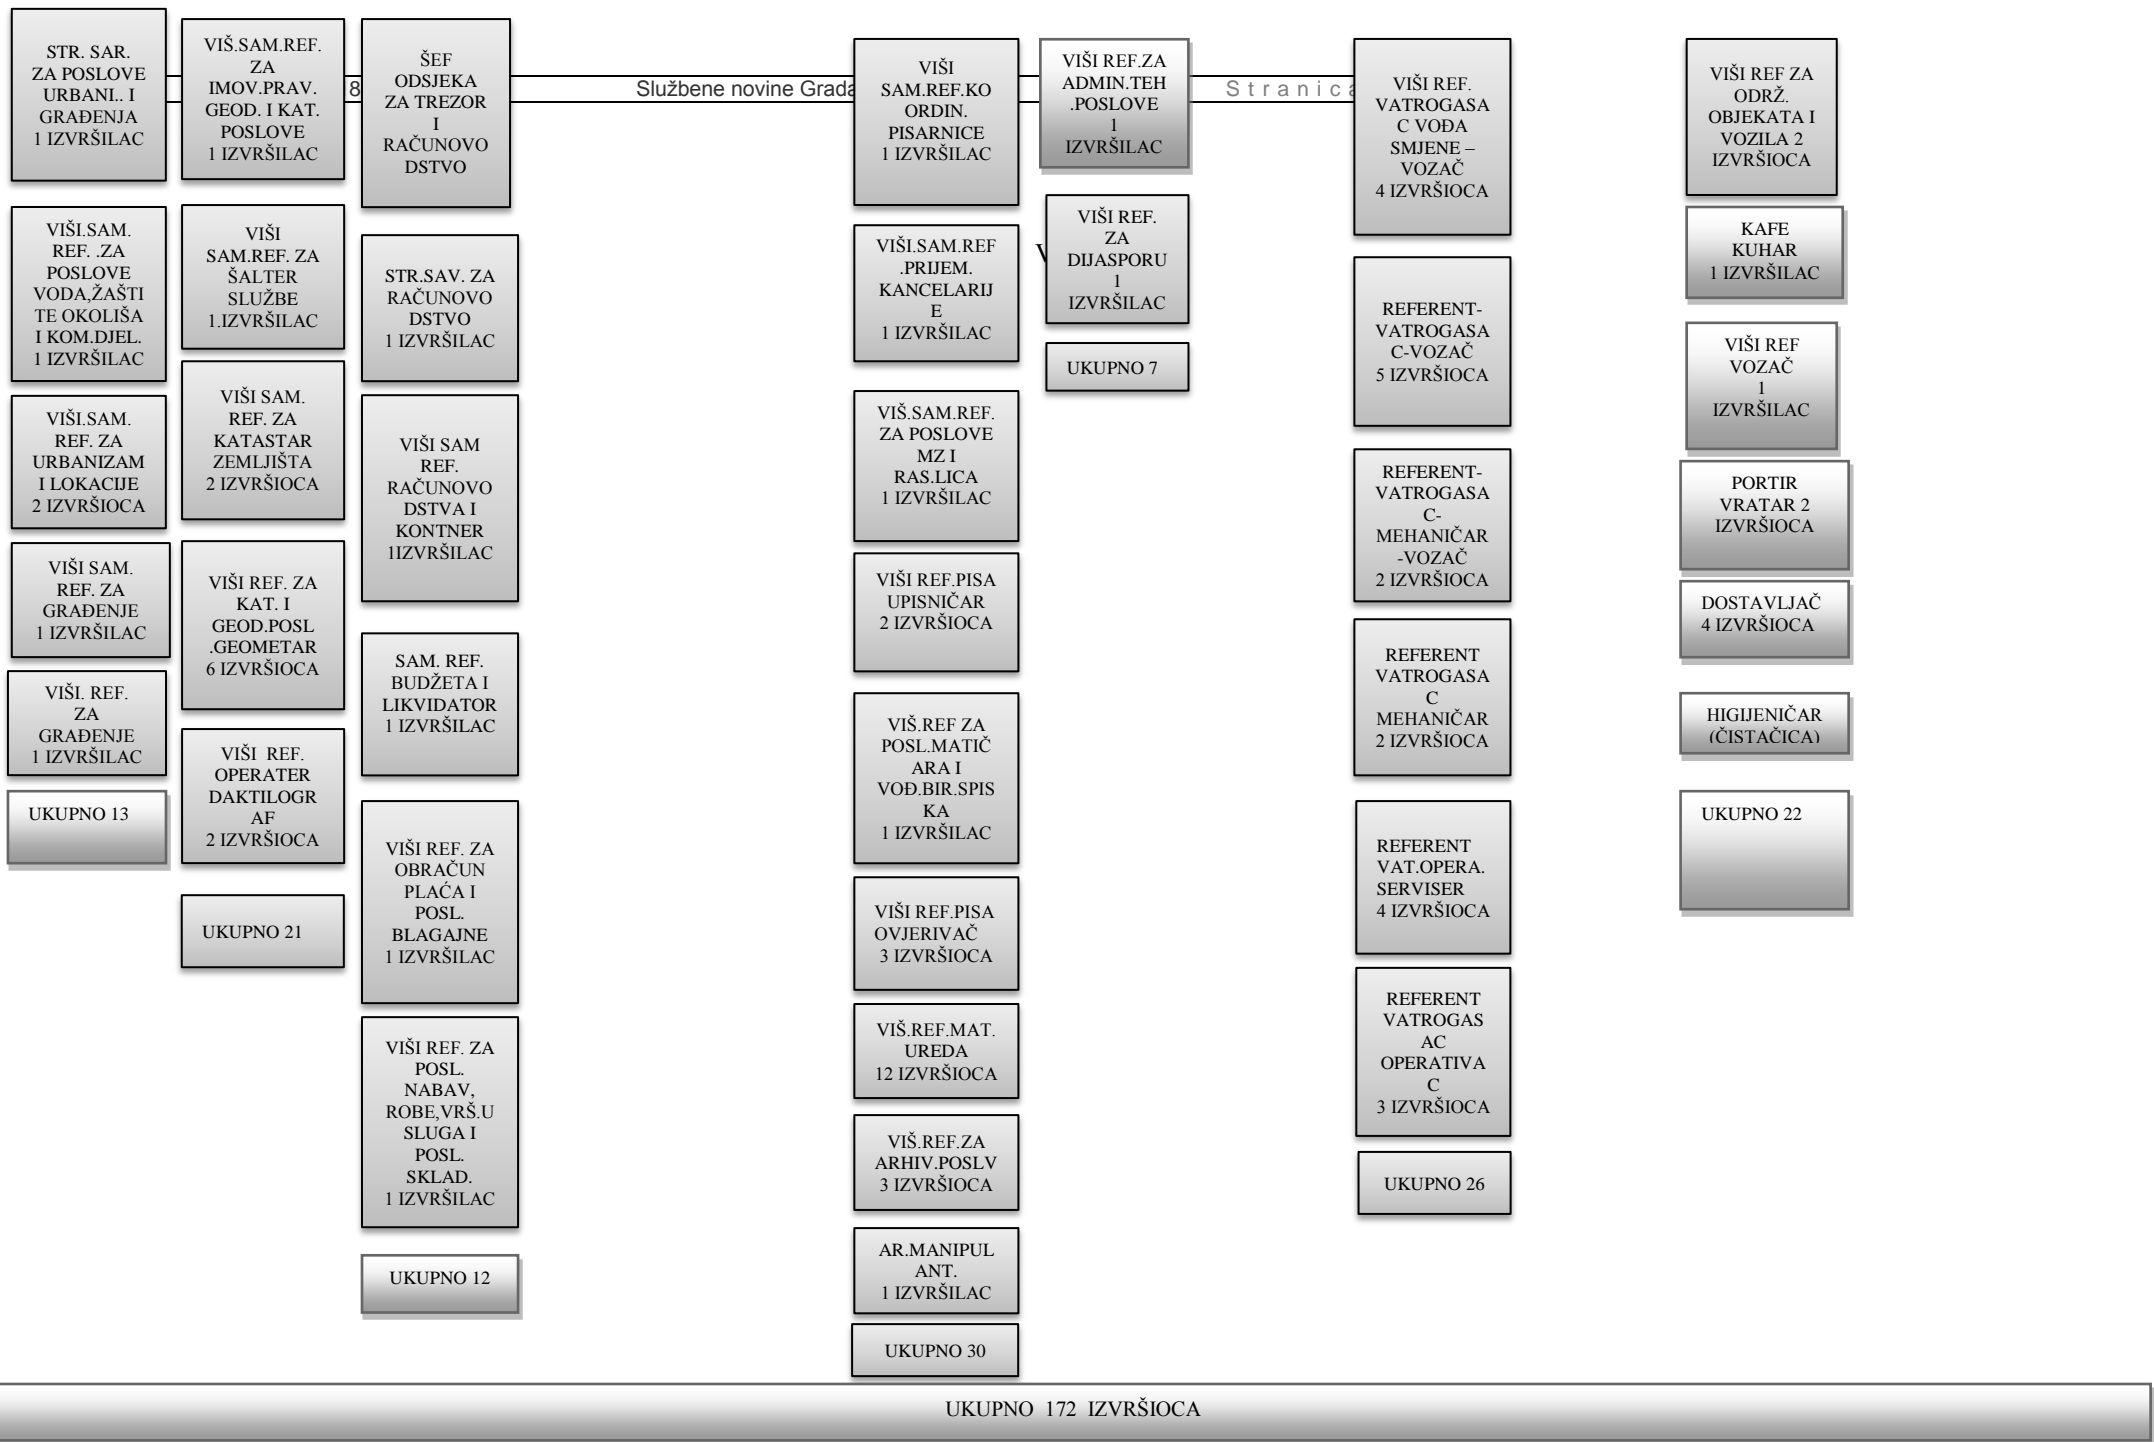 STR. SAR.
ZA POSLOVE
URBANI.. I
GRAĐENJA
1 IZVRŠILAC
VIŠI.SAM.
REF. .ZA
POSLOVE
VODA,ŽAŠTI
TE OKOLIŠA
I KOM.DJEL.
1 IZVRŠILAC
VIŠI.SAM.
REF. ZA
URBANIZAM
I LOKACIJE
2 IZVRŠIOCA
VIŠI SAM.
REF. ZA
GRAĐENJE
1 IZVRŠILAC
VIŠI. REF.
ZA
GRAĐENJE
1 IZVRŠILAC
UKUPNO 13
VIŠ.SAM.REF.
ZA
IMOV.PRAV.
GEOD. I KAT.
POSLOVE
1 IZVRŠILAC
VIŠI
SAM.REF. ZA
ŠALTER
SLUŽBE
1.IZVRŠILAC
VIŠI SAM.
REF. ZA
KATASTAR
ZEMLJIŠTA
2 IZVRŠIOCA
VIŠI REF. ZA
KAT. I
GEOD.POSL
.GEOMETAR
6 IZVRŠIOCA
VIŠI REF.
OPERATER
DAKTILOGR
AF
2 IZVRŠIOCA
UKUPNO 21
8
ŠEF
ODSJEKA
ZA TREZOR
I
RAČUNOVO
DSTVO
STR.SAV. ZA
RAČUNOVO
DSTVO
1 IZVRŠILAC
VIŠI SAM
REF.
RAČUNOVO
DSTVA I
KONTNER
1IZVRŠILAC
SAM. REF.
BUDŽETA I
LIKVIDATOR
1 IZVRŠILAC
VIŠI REF. ZA
OBRAČUN
PLAĆA I
POSL.
BLAGAJNE
1 IZVRŠILAC
VIŠI REF. ZA
POSL.
NABAV,
ROBE,VRŠ.U
SLUGA I
POSL.
SKLAD.
1 IZVRŠILAC
UKUPNO 12
Službene novine Grada
VIŠI
SAM.REF.KO
ORDIN.
PISARNICE
1 IZVRŠILAC
VIŠI.SAM.REF
.PRIJEM.
KANCELARIJ
E
1 IZVRŠILAC
VIŠ.SAM.REF.
ZA POSLOVE
MZ I
RAS.LICA
1 IZVRŠILAC
VIŠI REF.PISA
UPISNIČAR
2 IZVRŠIOCA
VIŠ.REF ZA
POSL.MATIČ
ARA I
VOĐ.BIR.SPIS
KA
1 IZVRŠILAC
VIŠI REF.PISA
OVJERIVAČ
3 IZVRŠIOCA
VIŠ.REF.MAT.
UREDA
12 IZVRŠIOCA
VIŠ.REF.ZA
ARHIV.POSLV
3 IZVRŠIOCA
AR.MANIPUL
ANT.
1 IZVRŠILAC
UKUPNO 30
VIŠI REF.ZA
ADMIN.TEH
.POSLOVE
1
IZVRŠILAC
VIŠI REF.
ZA
DIJASPORU
1
IZVRŠILAC
UKUPNO 7
Stranica
VIŠI REF.
VATROGASA
C VOĐA
SMJENE –
VOZAČ
4 IZVRŠIOCA
REFERENT-
VATROGASA
C-VOZAČ
5 IZVRŠIOCA
REFERENT-
VATROGASA
C-
MEHANIČAR
-VOZAČ
2 IZVRŠIOCA
REFERENT
VATROGASA
C
MEHANIČAR
2 IZVRŠIOCA
REFERENT
VAT.OPERA.
SERVISER
4 IZVRŠIOCA
REFERENT
VATROGAS
AC
OPERATIVA
C
3 IZVRŠIOCA
UKUPNO 26
VIŠI REF ZA
ODRŽ.
OBJEKATA I
VOZILA 2
IZVRŠIOCA
KAFE
KUHAR
1 IZVRŠILAC
VIŠI REF
VOZAČ
1
IZVRŠILAC
PORTIR
VRATAR 2
IZVRŠIOCA
DOSTAVLJAČ
4 IZVRŠIOCA
HIGIJENIČAR
(ČISTAČICA)
UKUPNO 22
UKUPNO 172 IZVRŠIOCA